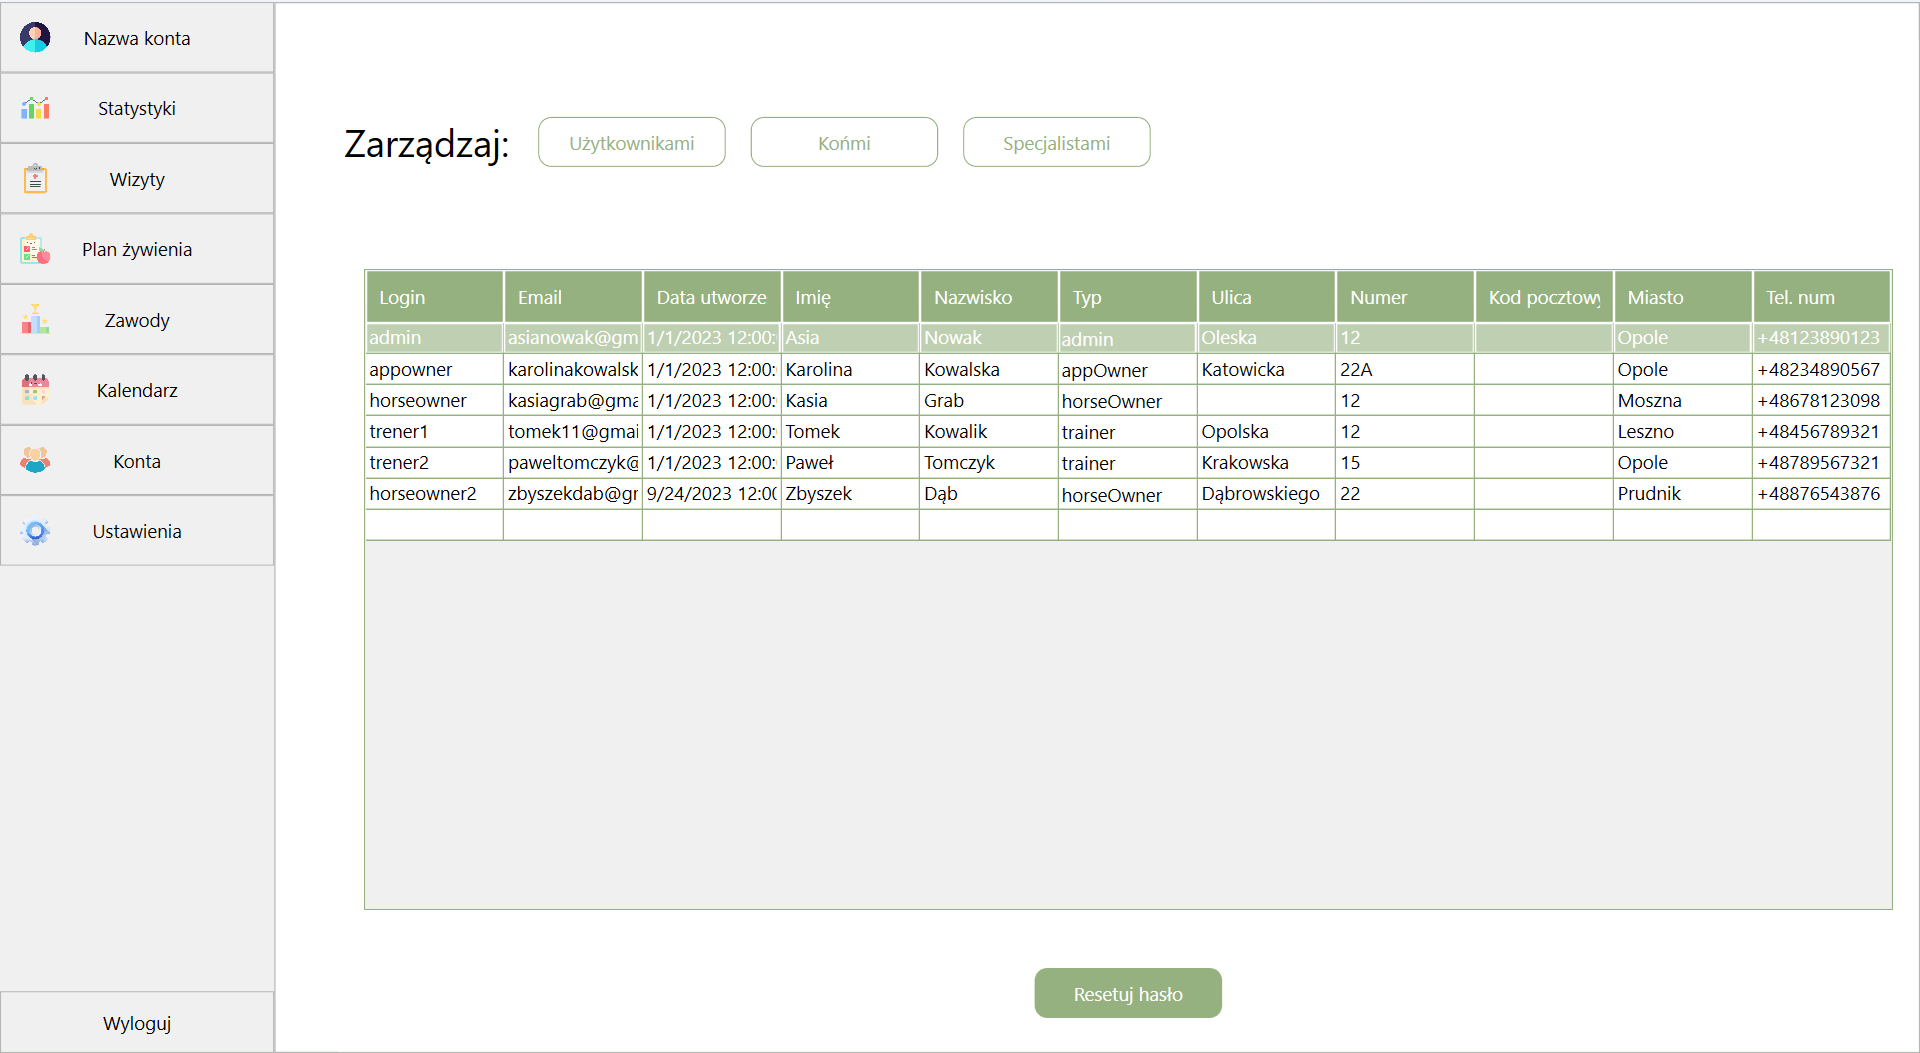 Nazwa konta
Statystyki
Wizyty
Plan żywienia
Zawody
Kalendarz
Konta
Ustawienia
Wyloguj
Zarządzaj: Użytkownikami Końmi Specjalistami
Login Email Data utworze Imię Nazwisko Typ Ulica Numer Kod pocztowy Miasto Tel. num
admin asianowak@gm 1/1/2023 12:00: Asia Nowak admin Oleska 12 Opole +48123890123
appowner karolinakowalsk 1/1/2023 12:00: Karolina Kowalska appOwner Katowicka 22A Opole +48234890567
horseowner kasiagrab@gma 1/1/2023 12:00: Kasia Grab horseOwner 12 Moszna +48678123098
trener1 tomek11@gmai 1/1/2023 12:00: Tomek Kowalik trainer Opolska 12 Leszno +48456789321
trener2 paweltomczyk@ 1/1/2023 12:00: Paweł Tomczyk trainer Krakowska 15 Opole +48789567321
horseowner2 zbyszekdab@gr 9/24/2023 12:00 Zbyszek Dąb horseOwner Dąbrowskiego 22 Prudnik +48876543876
Resetuj hasło